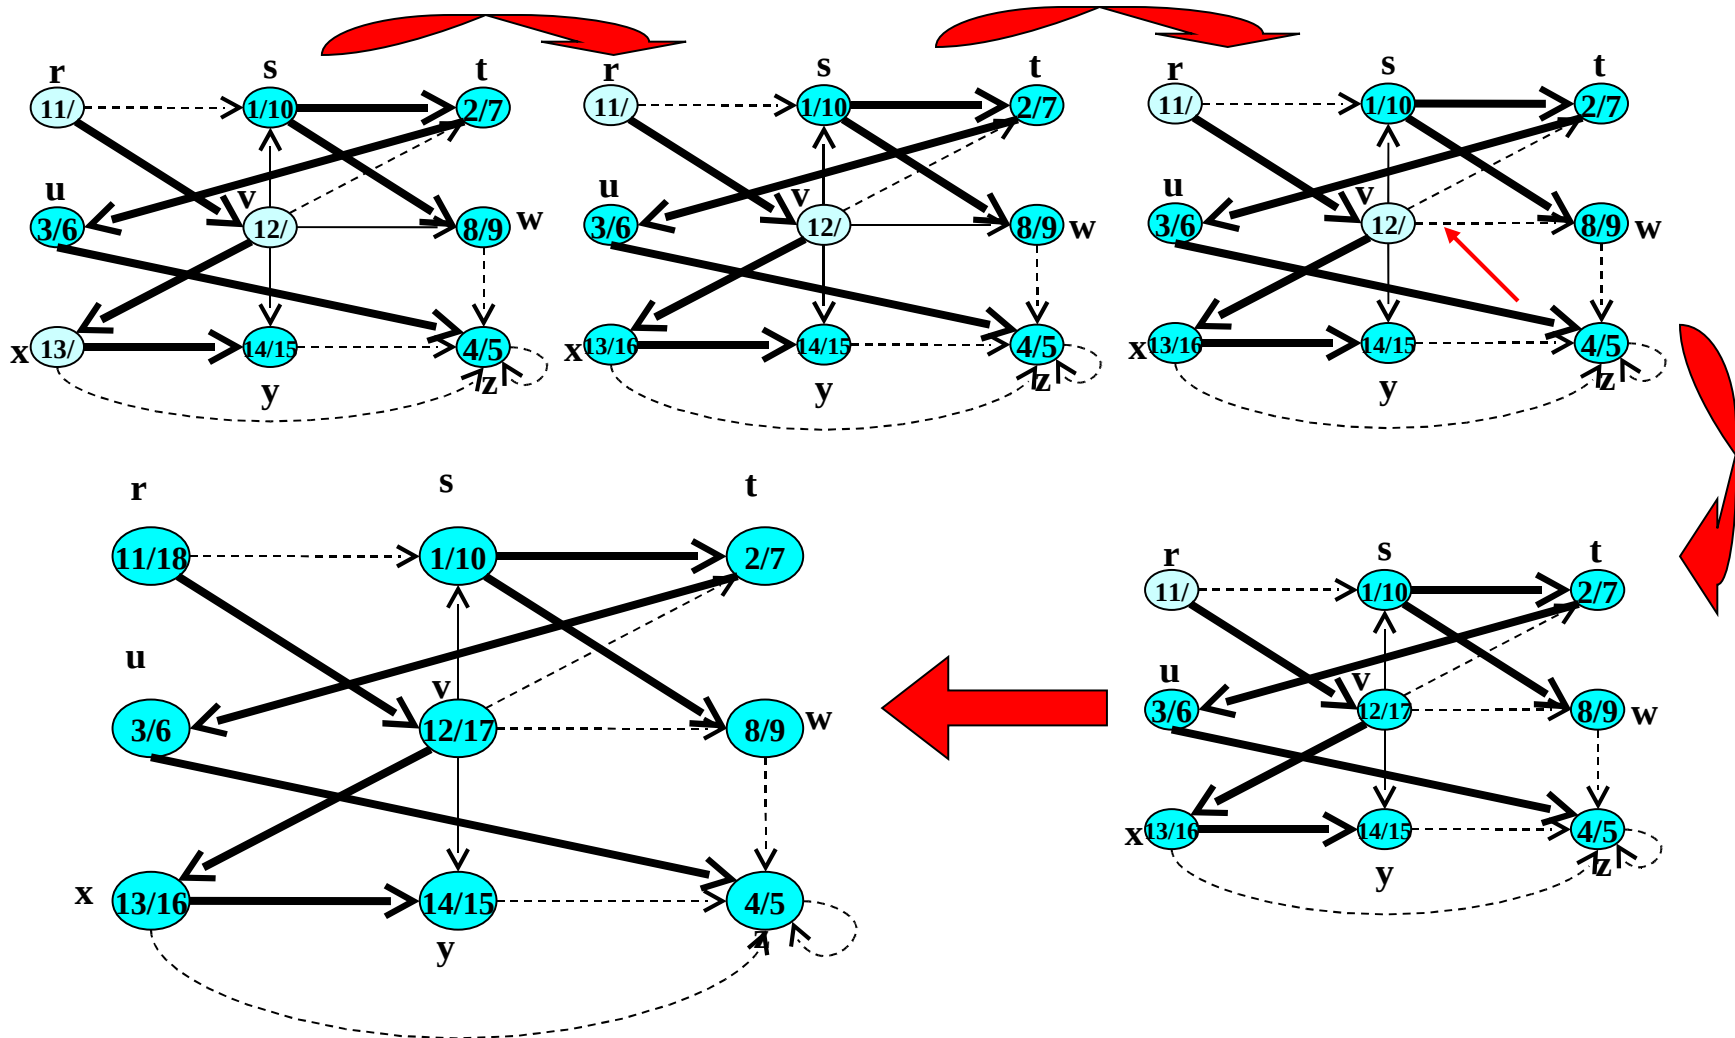 r s t
11/ 1/10 2/7
u v w
3/6 12/ 8/9
x 13/ 14/15 4/5
y z
r s t
11/ 1/10 2/7
u v w
3/6 12/ 8/9
x 13/16 14/15 4/5
y z
r s t
11/ 1/10 2/7
u v w
3/6 12/ 8/9
x 13/16 14/15 4/5
y z
r s t
11/ 1/10 2/7
u v w
3/6 12/17 8/9
x 13/16 14/15 4/5
y z
r s t
11/18 1/10 2/7
u v w
3/6 12/17 8/9
x 13/16 14/15 4/5
y z